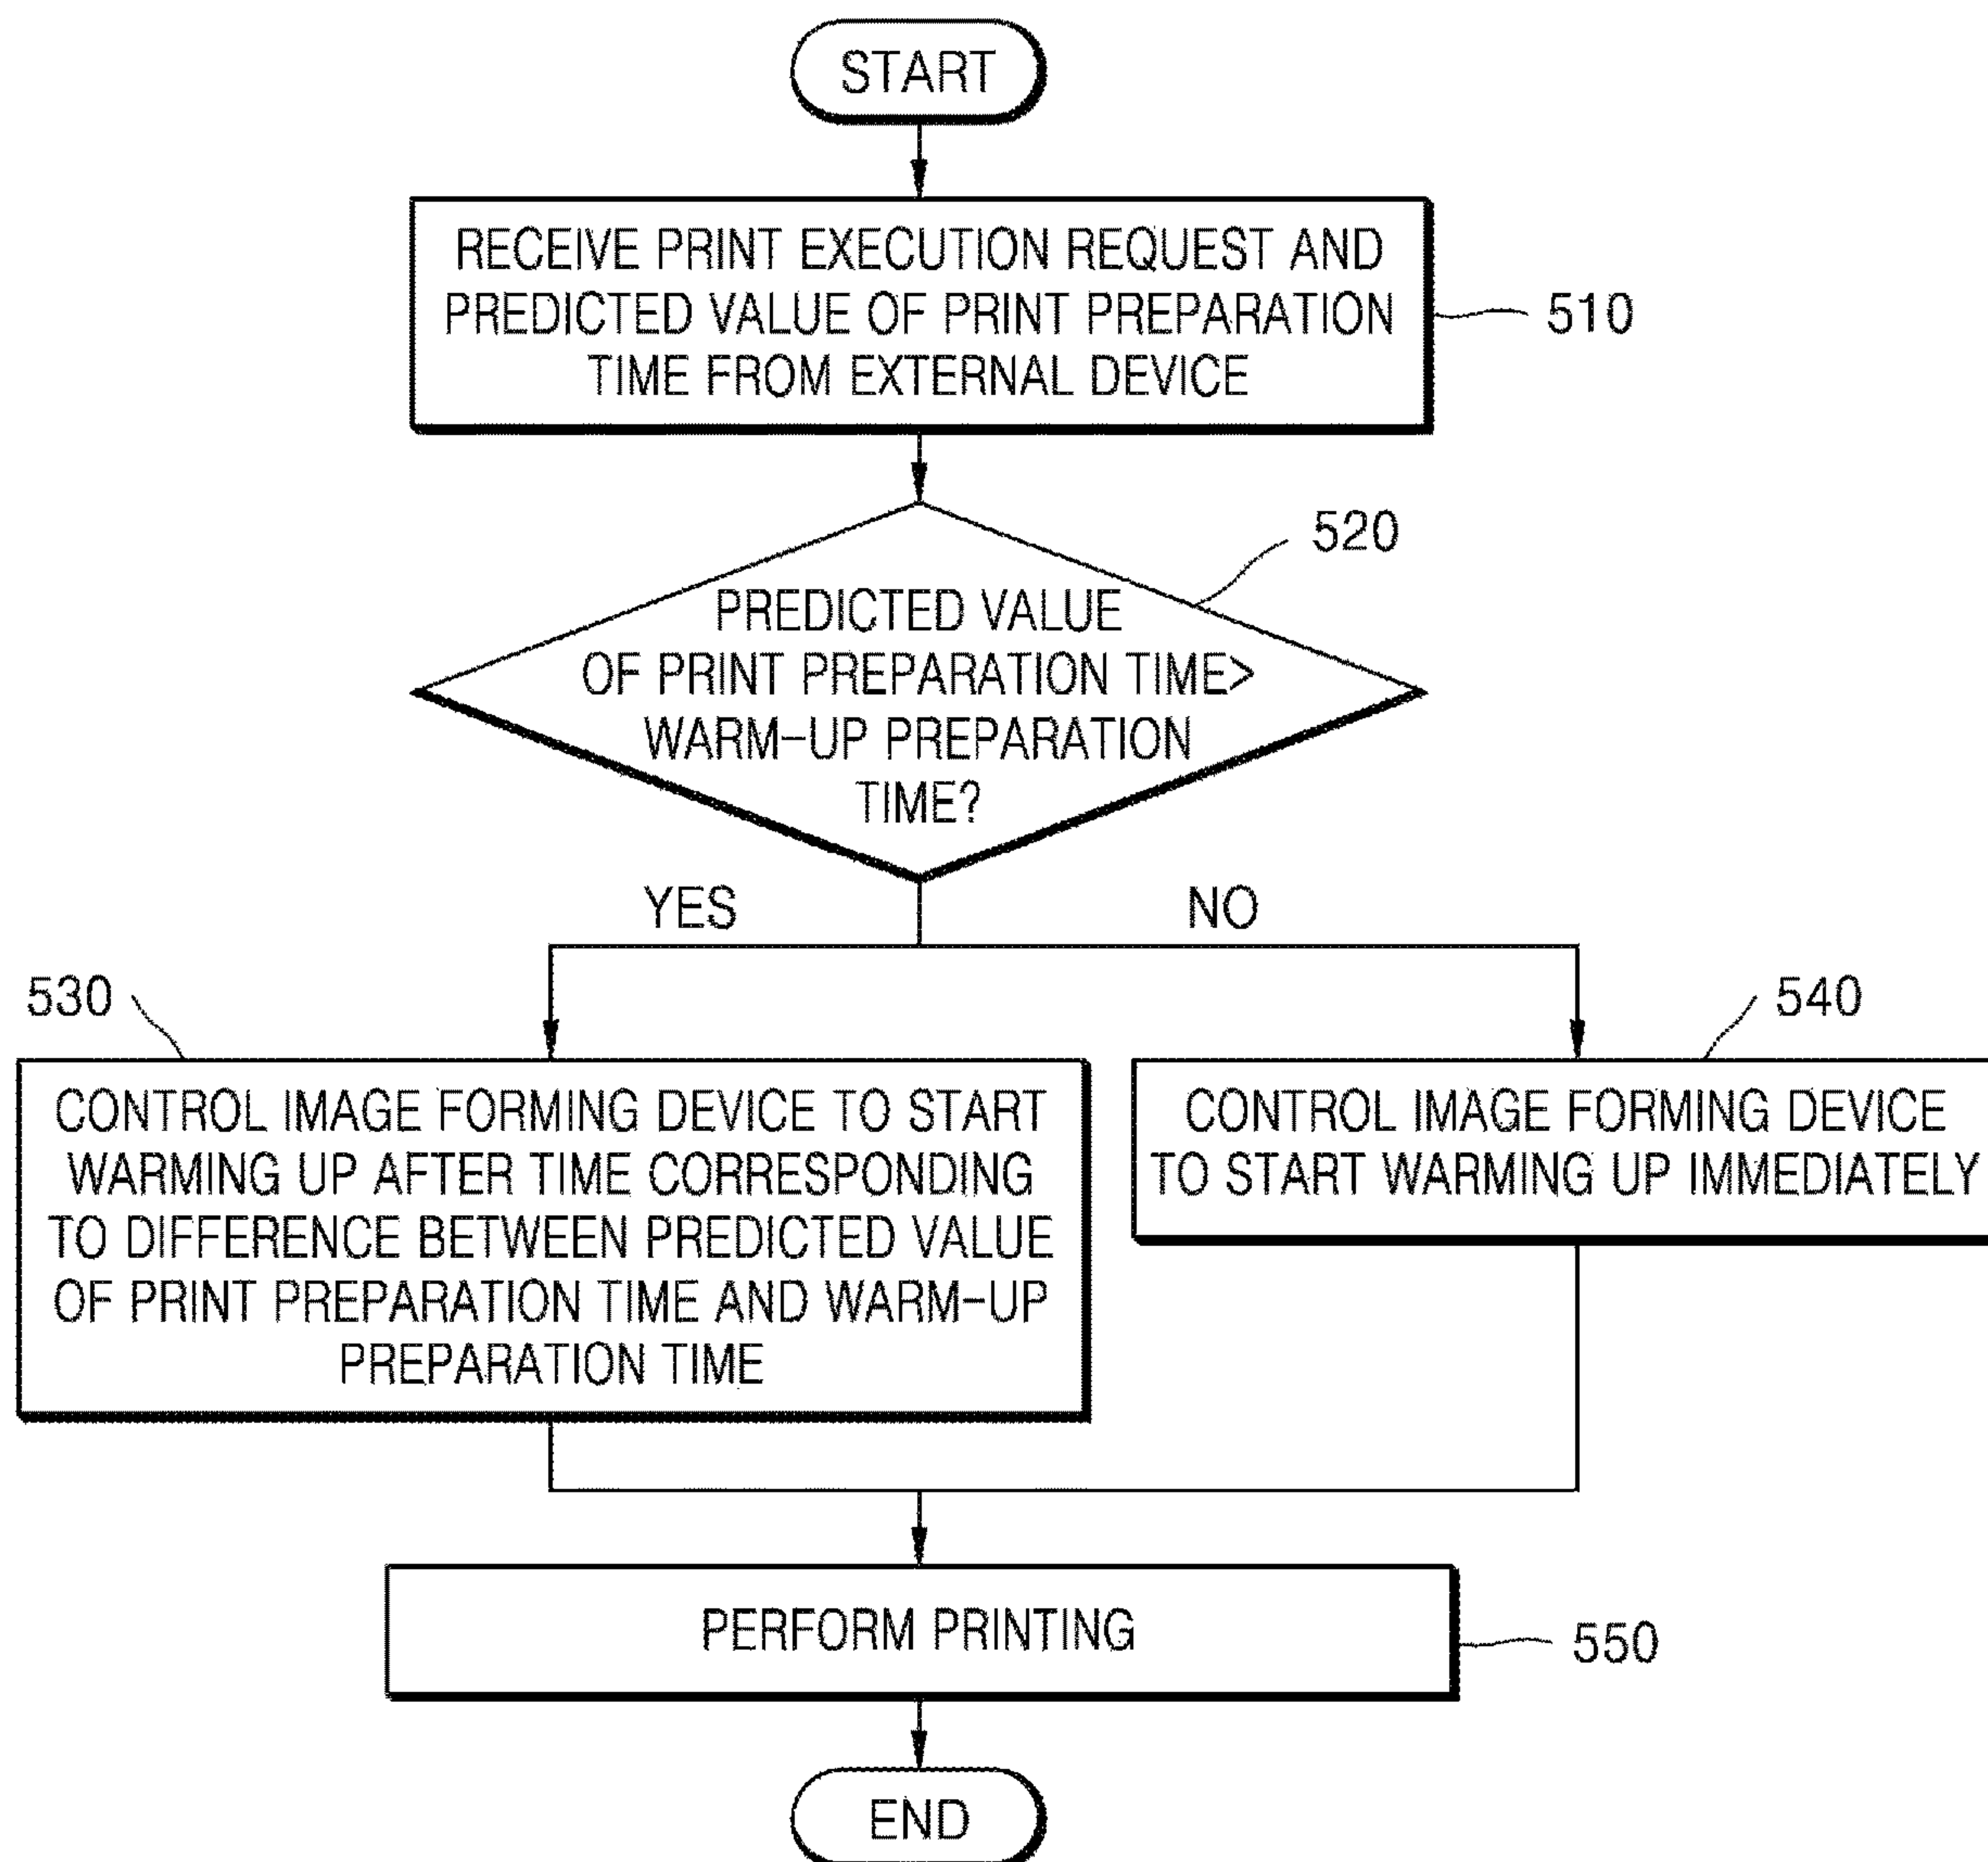 START
RECEIVE PRINT EXECUTION REQUEST AND
PREDICTED VALUE OF PRINT PREPARATION
TIME FROM EXTERNAL DEVICE
510
520
PREDICTED VALUE
OF PRINT PREPARATION TIME>
WARM-UP PREPARATION
TIME?
YES
NO
530
540
CONTROL IMAGE FORMING DEVICE TO START
WARMING UP AFTER TIME CORRESPONDING
TO DIFFERENCE BETWEEN PREDICTED VALUE
OF PRINT PREPARATION TIME AND WARM-UP
PREPARATION TIME
CONTROL IMAGE FORMING DEVICE
TO START WARMING UP IMMEDIATELY
PERFORM PRINTING
550
END